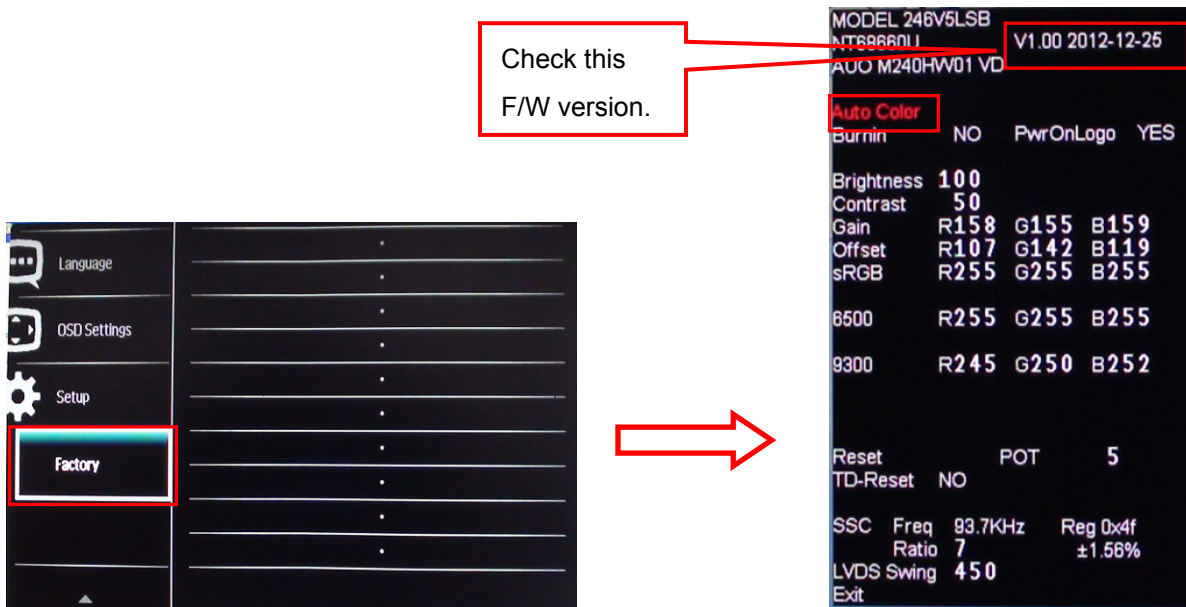 Check this
F/W version.
Language
OSD Settings
Setup
Factory
MODEL 246V5LSB
NT68660U V1.00 2012-12-25
AUO M240HW01 VD
Auto Color
Burnin NO PwrOnLogo YES
Brightness 100
Contrast 50
Gain R158 G155 B159
Offset R107 G142 B119
sRGB R255 G255 B255
6500 R255 G255 B255
9300 R245 G250 B252
Reset POT 5
TD-Reset NO
SSC Freq 93.7KHz Reg 0x4f
Ratio 7 ±1.56%
LVDS Swing 450
Exit